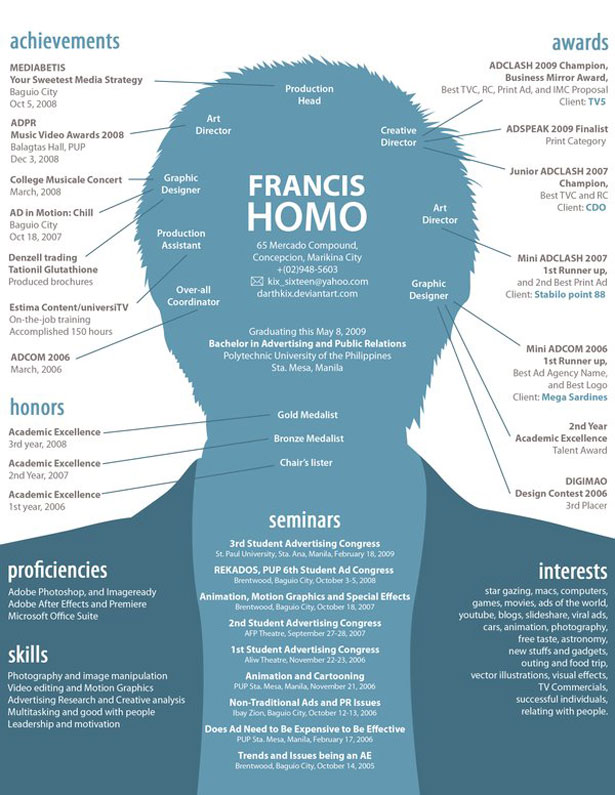 achievements
MEDIABETIS
Your Sweetest Media Strategy
Baguio City
Oct 5, 2008
ADPR
Music Video Awards 2008
Balagtas Hall, PUP
Dec 3, 2008
College Musicale Concert
March, 2008
AD in Motion: Chill
Baguio City
Oct 18, 2007
Denzell trading
Tationil Glutathione
Produced brochures
Estima Content/universiTV
On-the-job training
Accomplished 150 hours
ADCOM 2006
March, 2006
honors
Academic Excellence
3rd year, 2008
Academic Excellence
2nd Year, 2007
Academic Excellence
1st year, 2006
proficiencies
Adobe Photoshop, and Imageready
Adobe After Effects and Premiere
Microsoft Office Suite
skills
Photography and image manipulation
Video editing and Motion Graphics
Advertising Research and Creative analysis
Multitasking and good with people
Leadership and motivation
Production
Head
Art
Director
Graphic
Designer
Production
Assistant
Over-all
Coordinator
Creative
Director
Art
Director
Graphic
Designer
FRANCIS
HOMO
65 Mercado Compound,
Concepcion, Marikina City
+(02)948-5603
kix_sixteen@yahoo.com
darthkix.deviantart.com
Graduating this May 8, 2009
Bachelor in Advertising and Public Relations
Polytechnic University of the Philippines
Sta. Mesa, Manila
Gold Medalist
Bronze Medalist
Chair's lister
seminars
3rd Student Advertising Congress
St. Paul University, Sta. Ana, Manila, February 18, 2009
REKADOS, PUP 6th Student Ad Congress
Brentwood, Baguio City, October 3-5, 2008
Animation, Motion Graphics and Special Effects
Brentwood, Baguio City, October 18, 2007
2nd Student Advertising Congress
AFP Theatre, September 27-28, 2007
1st Student Advertising Congress
Aliw Theatre, November 22-23, 2006
Animation and Cartooning
PUP Sta. Mesa, Manila, November 21, 2006
Non-Traditional Ads and PR Issues
Ibay Zion, Baguio City, October 12-13, 2006
Does Ad Need to Be Expensive to Be Effective
PUP Sta. Mesa, Manila, February 17, 2006
Trends and Issues being an AE
Brentwood, Baguio City, October 14, 2005
awards
ADCLASH 2009 Champion,
Business Mirror Award,
Best TVC, RC, Print Ad, and IMC Proposal
Client: TV5
ADSPEAK 2009 Finalist
Print Category
Junior ADCLASH 2007
Champion,
Best TVC and RC
Client: CDO
Mini ADCLASH 2007
1st Runner up,
and 2nd Best Print Ad
Client: Stabilo point 88
Mini ADCOM 2006
1st Runner up,
Best Ad Agency Name,
and Best Logo
Client: Mega Sardines
2nd Year
Academic Excellence
Talent Award
DIGIMAO
Design Contest 2006
3rd Placer
interests
star gazing, macs, computers,
games, movies, ads of the world,
youtube, blogs, slideshare, viral ads,
cars, animation, photography,
free taste, astronomy,
new stuffs and gadgets,
outing and food trip,
vector illustrations, visual effects,
TV Commercials,
successful individuals,
relating with people.